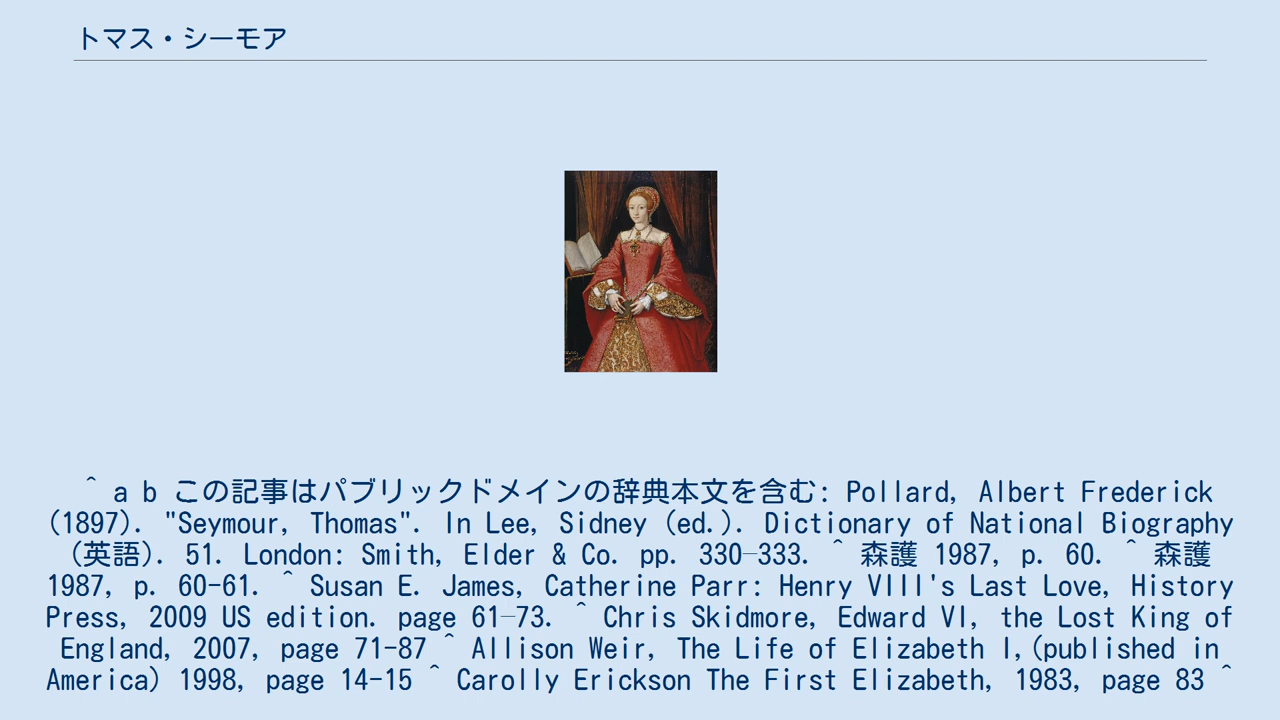 トマス・シーモア
^ a b この記事はパブリックドメインの辞典本文を含む: Pollard, Albert Frederick
(1897). "Seymour, Thomas". In Lee, Sidney (ed.). Dictionary of National Biography
(英語). 51. London: Smith, Elder & Co. pp. 330–333. ^ 森護 1987, p. 60. ^ 森護
1987, p. 60-61. ^ Susan E. James, Catherine Parr: Henry VIII's Last Love, History
Press, 2009 US edition. page 61–73. ^ Chris Skidmore, Edward VI, the Lost King of
England, 2007, page 71-87 ^ Allison Weir, The Life of Elizabeth I,(published in
America) 1998, page 14-15 ^ Carolly Erickson The First Elizabeth, 1983, page 83 ^